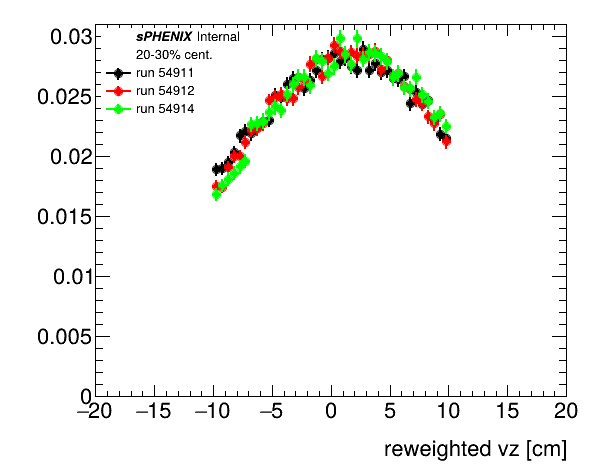 sPHENIX Internal
20-30% cent.
run 54911
run 54912
run 54914
0.03
0.025
0.02
0.015
0.01
0.005
0
−20 −15 −10 −5 0 5 10 15 20
reweighted vz [cm]